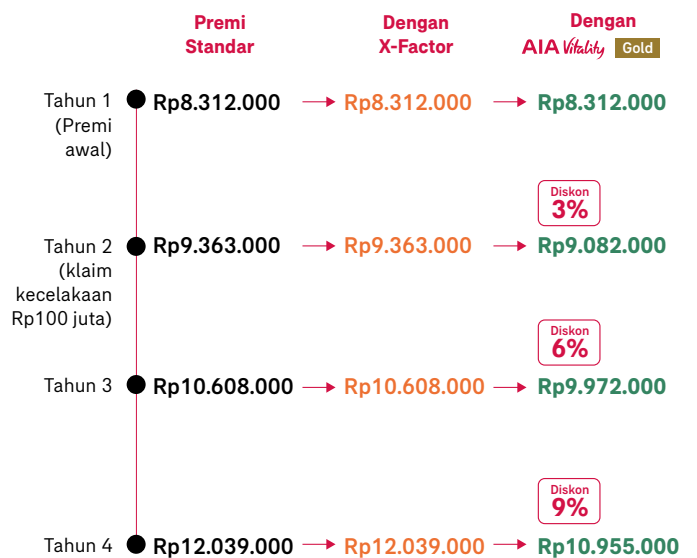 Premi
Standar
Dengan
X-Factor
Dengan
AIA Vitality Gold
Tahun 1
(Premi
awal)
Rp8.312.000
Rp8.312.000
Rp8.312.000
Diskon
3%
Tahun 2
(klaim
kecelakaan
Rp100 juta)
Rp9.363.000
Rp9.363.000
Rp9.082.000
Diskon
6%
Tahun 3
Rp10.608.000
Rp10.608.000
Rp9.972.000
Diskon
9%
Tahun 4
Rp12.039.000
Rp12.039.000
Rp10.955.000